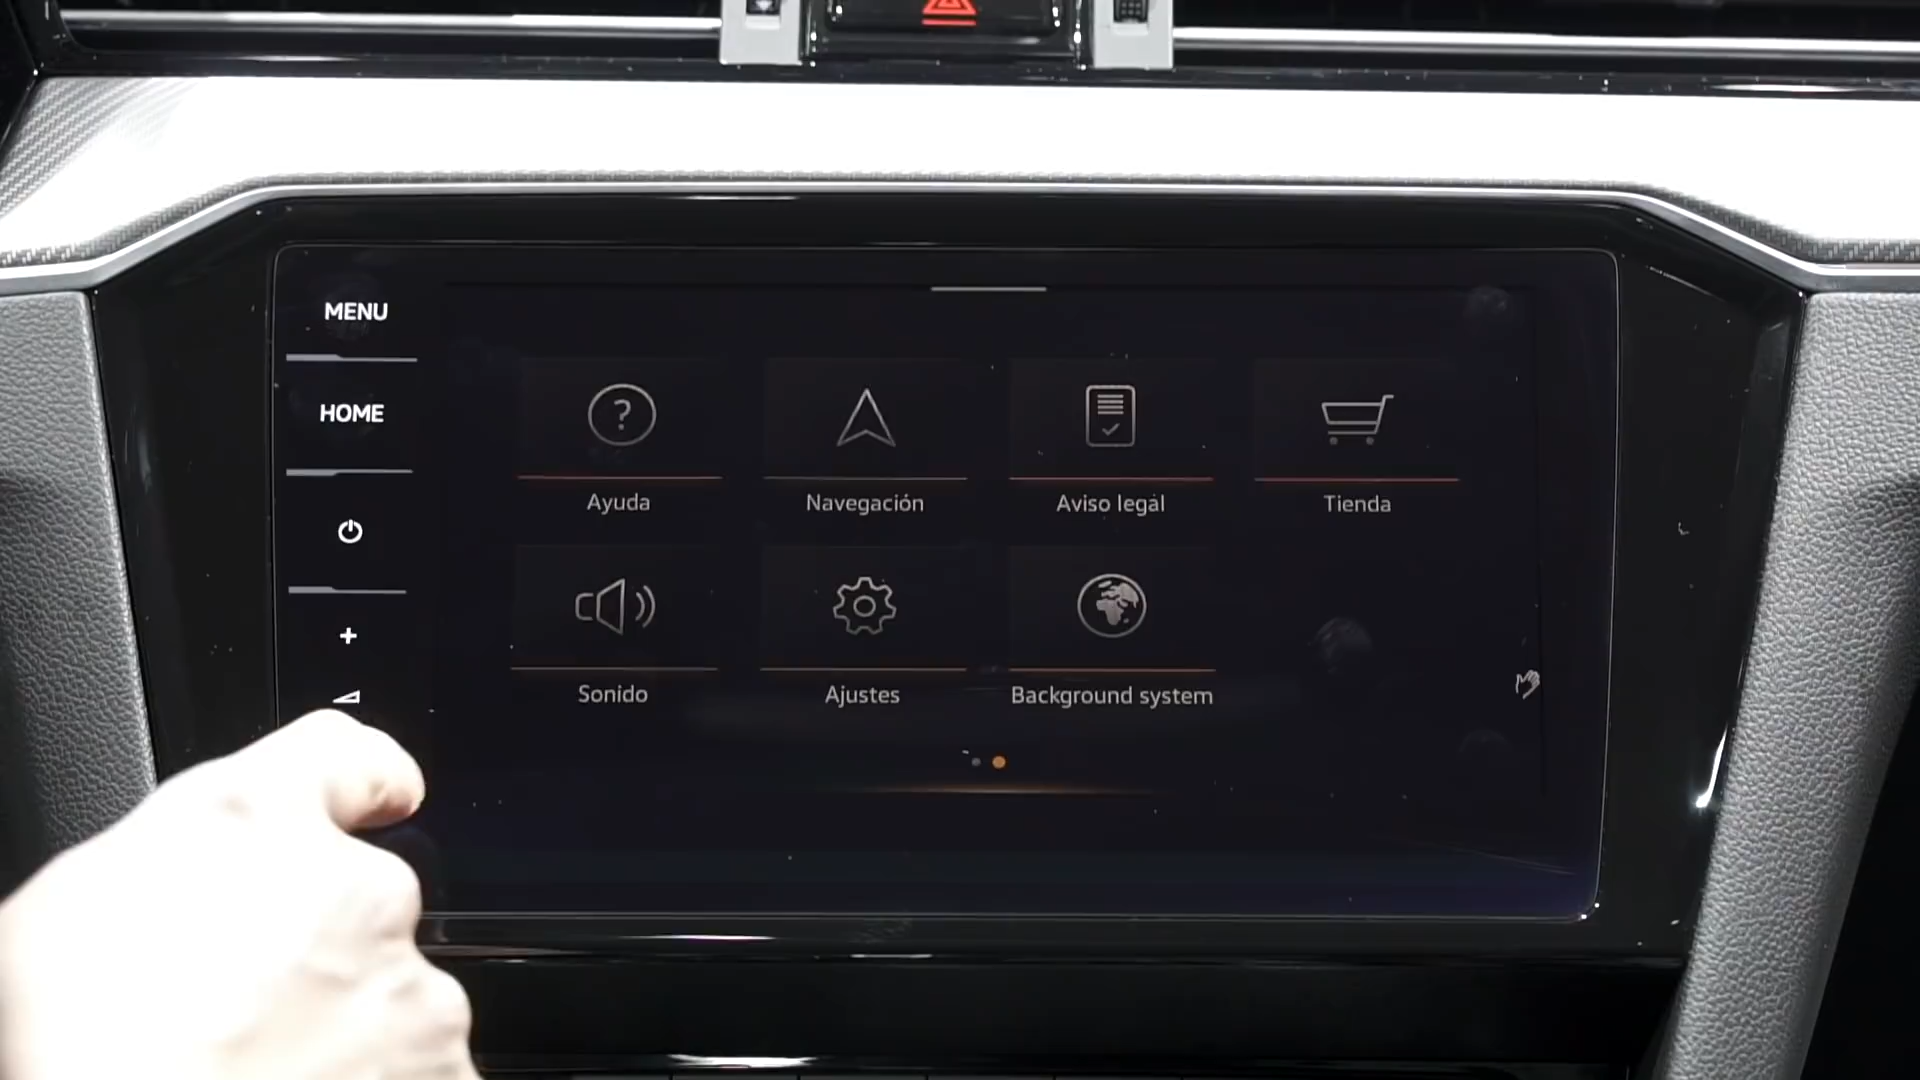 MENU
HOME
Ayuda
Navegación
Aviso legal
Tienda
Sonido
Ajustes
Background system